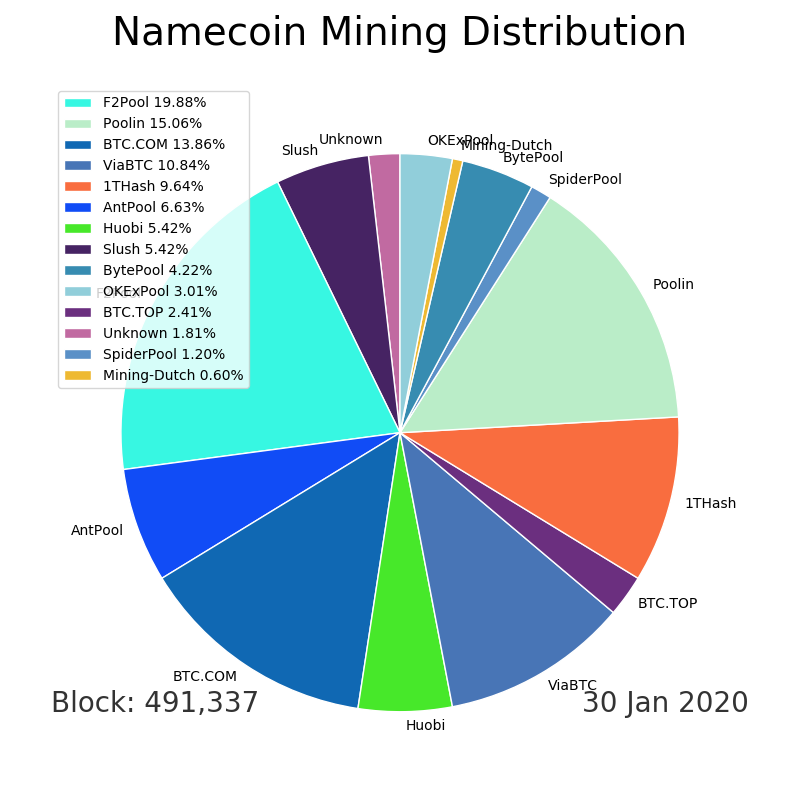 Namecoin Mining Distribution
F2Pool 19.88%
Poolin 15.06%
BTC.COM 13.86%
ViaBTC 10.84%
1THash 9.64%
AntPool 6.63%
Huobi 5.42%
Slush 5.42%
BytePool 4.22%
OKExPool 3.01%
BTC.TOP 2.41%
Unknown 1.81%
SpiderPool 1.20%
Mining-Dutch 0.60%
Unknown
Slush
OKExPool
Mining-Dutch
BytePool
SpiderPool
Poolin
1THash
BTC.TOP
ViaBTC
Huobi
BTC.COM
AntPool
Block: 491,337
30 Jan 2020